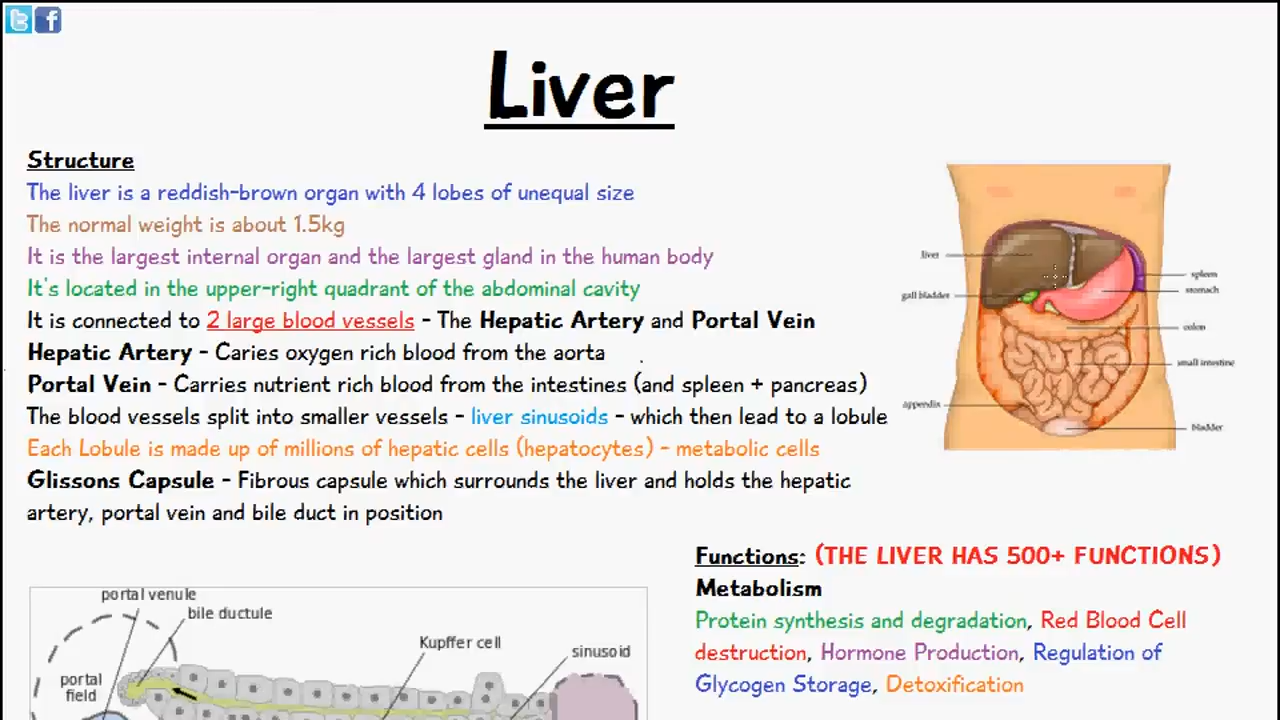 Liver
Structure
The liver is a reddish-brown organ with 4 lobes of unequal size
The normal weight is about 1.5kg
It is the largest internal organ and the largest gland in the human body
It's located in the upper-right quadrant of the abdominal cavity
It is connected to 2 large blood vessels - The Hepatic Artery and Portal Vein
Hepatic Artery - Caries oxygen rich blood from the aorta
Portal Vein - Carries nutrient rich blood from the intestines (and spleen + pancreas)
The blood vessels split into smaller vessels - liver sinusoids - which then lead to a lobule
Each Lobule is made up of millions of hepatic cells (hepatocytes) - metabolic cells
Glissons Capsule - Fibrous capsule which surrounds the liver and holds the hepatic
artery, portal vein and bile duct in position
liver
gall bladder
appendix
spleen
stomach
colon
small intestine
bladder
portal venule
bile ductule
Kupffer cell
sinusoid
portal
field
Functions: (THE LIVER HAS 500+ FUNCTIONS)
Metabolism
Protein synthesis and degradation, Red Blood Cell
destruction, Hormone Production, Regulation of
Glycogen Storage, Detoxification